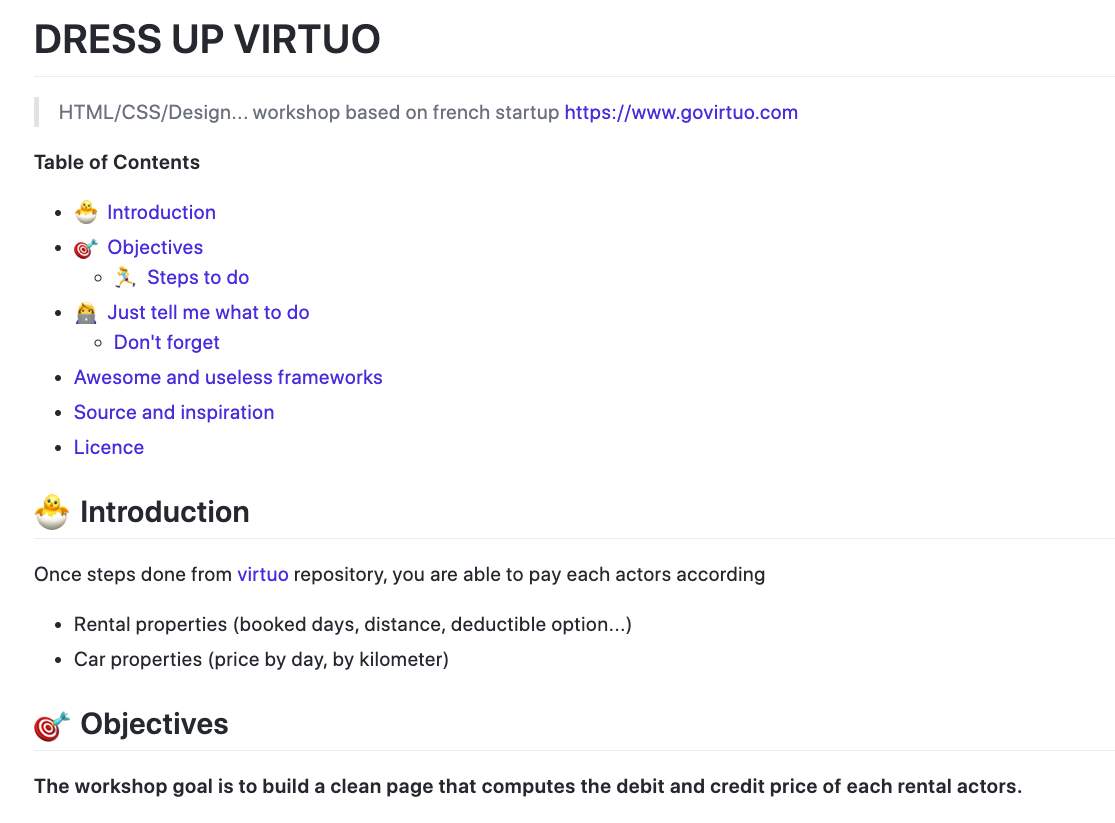 DRESS UP VIRTUO
HTML/CSS/Design... workshop based on french startup https://www.govirtuo.com
Table of Contents
🐣 Introduction
🎯 Objectives
🏃‍♀️ Steps to do
👩‍💻 Just tell me what to do
Don't forget
Awesome and useless frameworks
Source and inspiration
Licence
🐣 Introduction
Once steps done from virtuo repository, you are able to pay each actors according
Rental properties (booked days, distance, deductible option...)
Car properties (price by day, by kilometer)
🎯 Objectives
The workshop goal is to build a clean page that computes the debit and credit price of each rental actors.